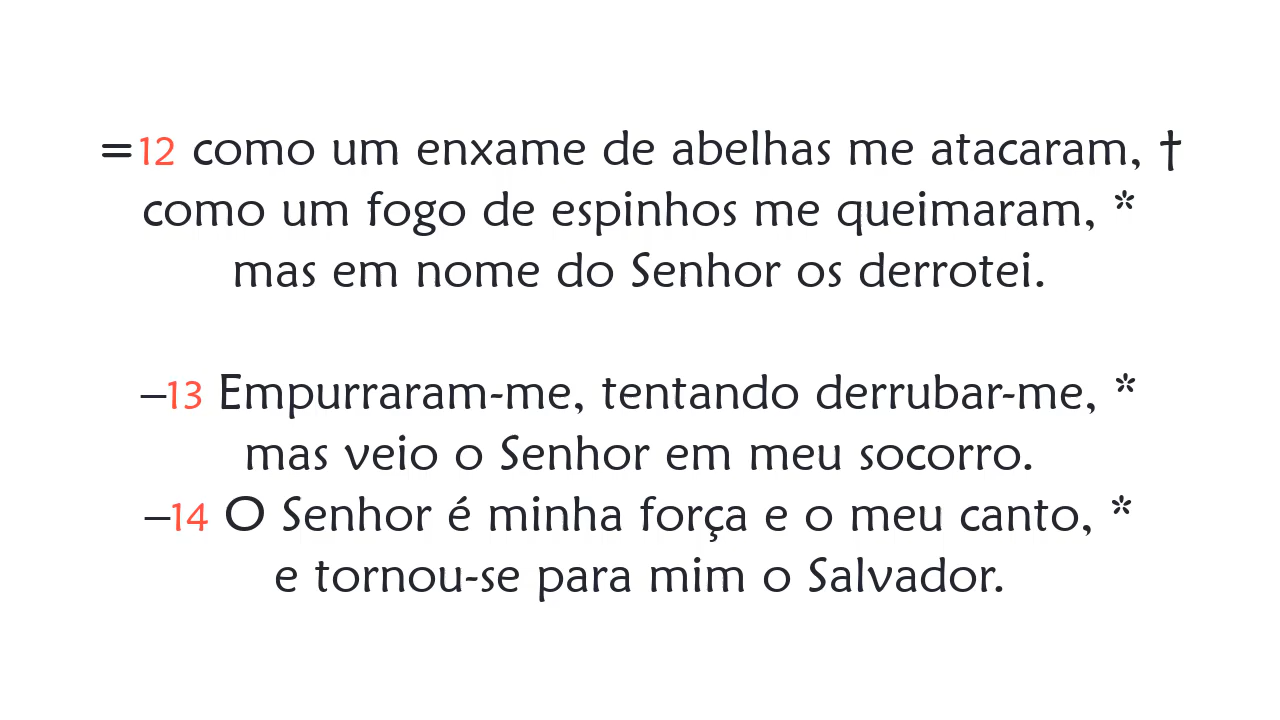 =12 como um enxame de abelhas me atacaram, †
como um fogo de espinhos me queimaram, *
mas em nome do Senhor os derrotei.
–13 Empurraram-me, tentando derrubar-me, *
mas veio o Senhor em meu socorro.
–14 O Senhor é minha força e o meu canto, *
e tornou-se para mim o Salvador.